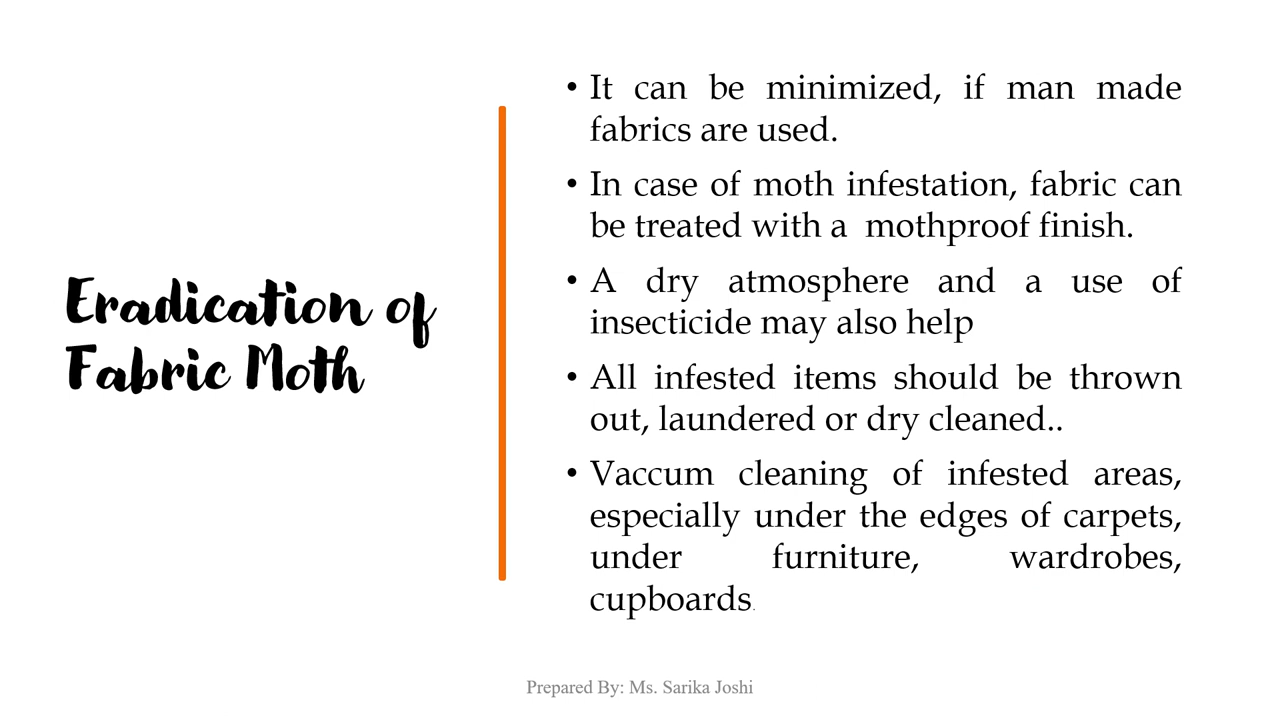 Eradication of
Fabric Moth
• It can be minimized, if man made
fabrics are used.
• In case of moth infestation, fabric can
be treated with a  mothproof finish.
• A dry atmosphere and a use of
insecticide may also help
• All infested items should be thrown
out, laundered or dry cleaned..
• Vaccum cleaning of infested areas,
especially under the edges of carpets,
under furniture, wardrobes,
cupboards.
Prepared By: Ms. Sarika Joshi